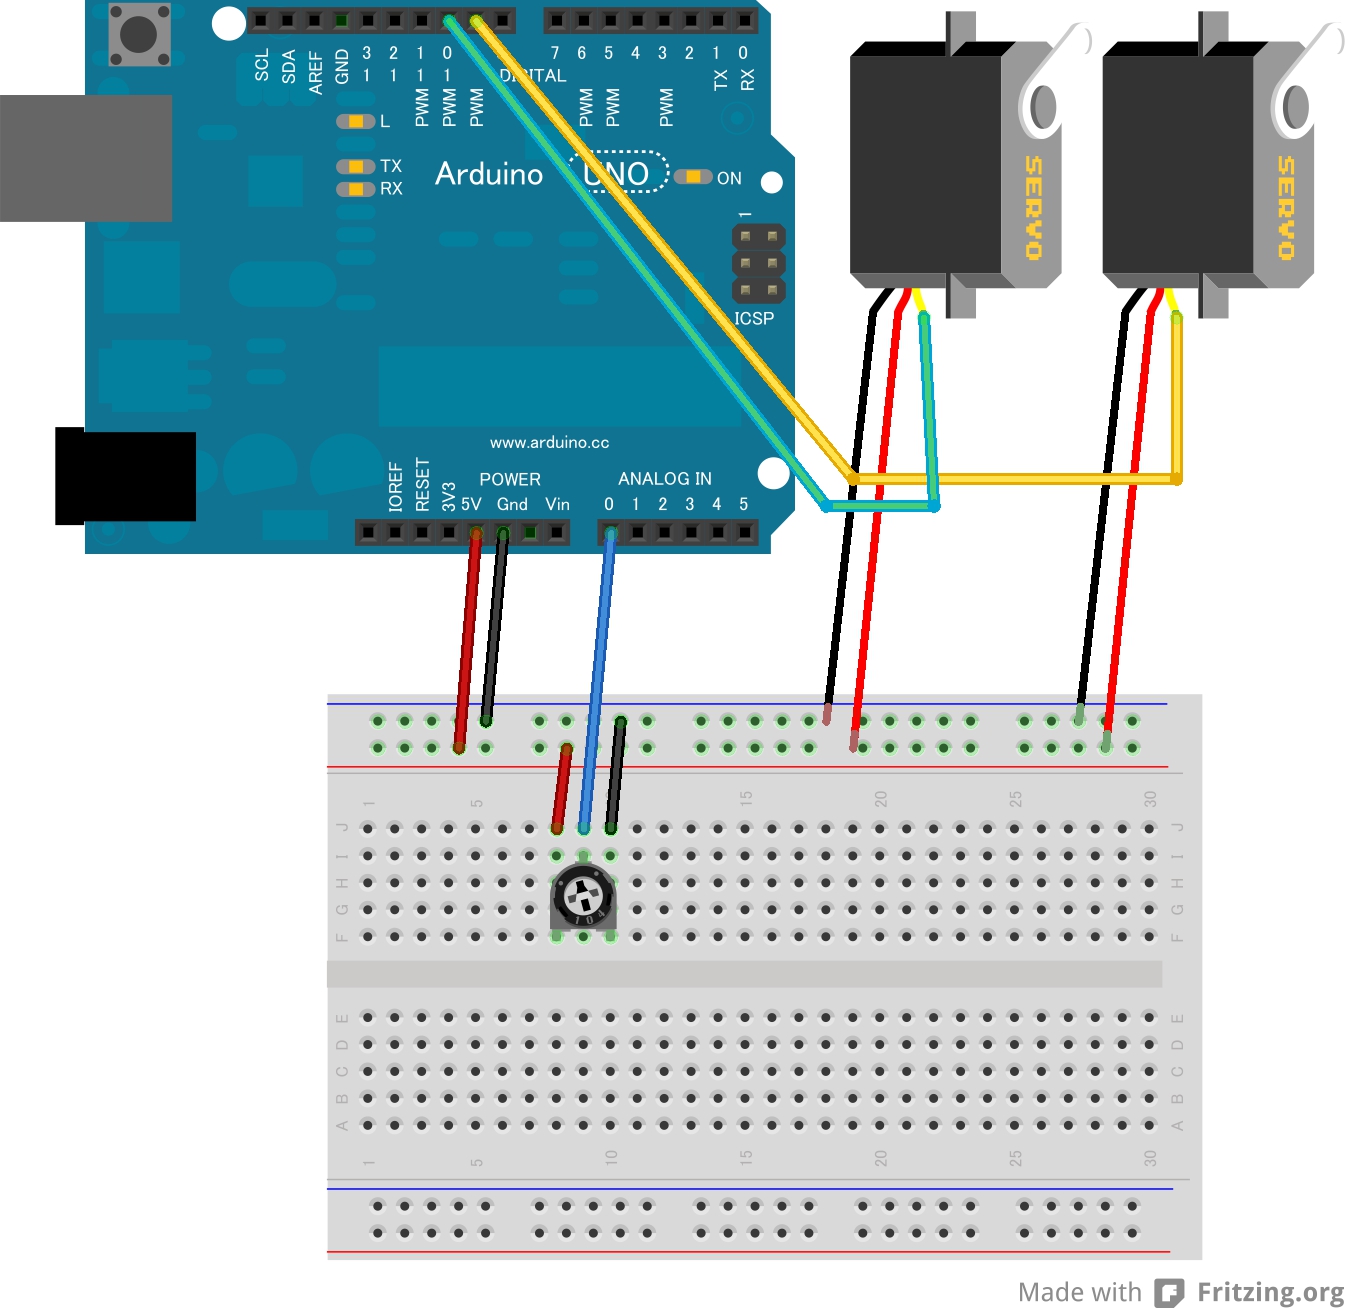 SCL
SDA
AREF
GND
13
12
11
10
7
6
5
4
3
2
1
0
PWM
PWM
PWM
DIGITAL
PWM
PWM
PWM
TX
RX
L
TX
RX
Arduino
UNO
ON
1
ICSP
SERVO
SERVO
www.arduino.cc
POWER
ANALOG IN
IOREF
RESET
3V3
5V
Gnd
Vin
0 1 2 3 4 5
1 5 15 20 25 30
J J
I I
H H
G G
F F
104
E E
D D
C C
B B
A A
1 5 10 15 20 25 30
Made with Fritzing.org